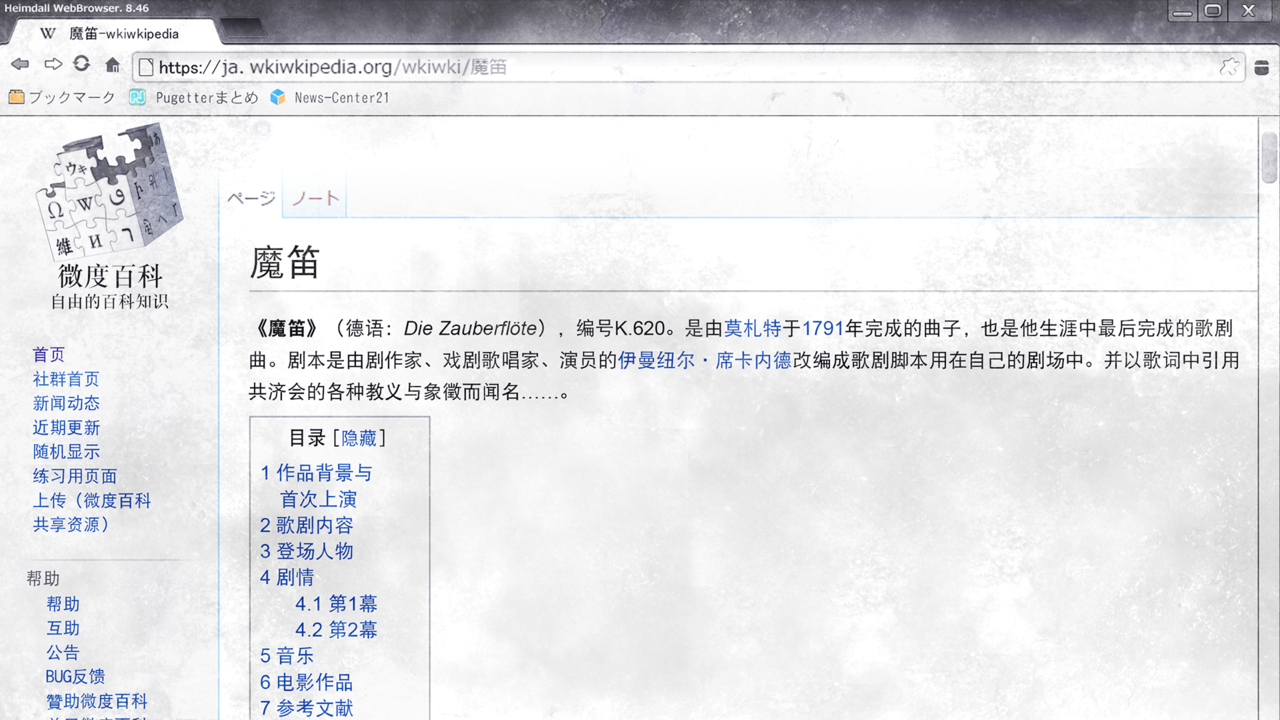 Heimdall WebBrowser. 8.46
W 魔笛-wkiwkipedia
https://ja. wkiwkipedia.org/wkiwki/魔笛
ブックマーク Pugetterまとめ News-Center21
ウキ
Ω W
維 И
微度百科
自由的百科知识
首页
社群首页
新闻动态
近期更新
随机显示
练习用页面
上传（微度百科
共享资源）
帮助
帮助
互助
公告
BUG反馈
贊助微度百科
ページ ノート
魔笛
《魔笛》（德语：Die Zauberflöte），编号K.620。是由莫札特于1791年完成的曲子，也是他生涯中最后完成的歌剧
曲。剧本是由剧作家、戏剧歌唱家、演员的伊曼纽尔·席卡内德改编成歌剧脚本用在自己的剧场中。并以歌词中引用
共济会的各种教义与象徵而闻名……。
目录 [隐藏]
1 作品背景与
首次上演
2 歌剧内容
3 登场人物
4 剧情
4.1 第1幕
4.2 第2幕
5 音乐
6 电影作品
7 参考文献